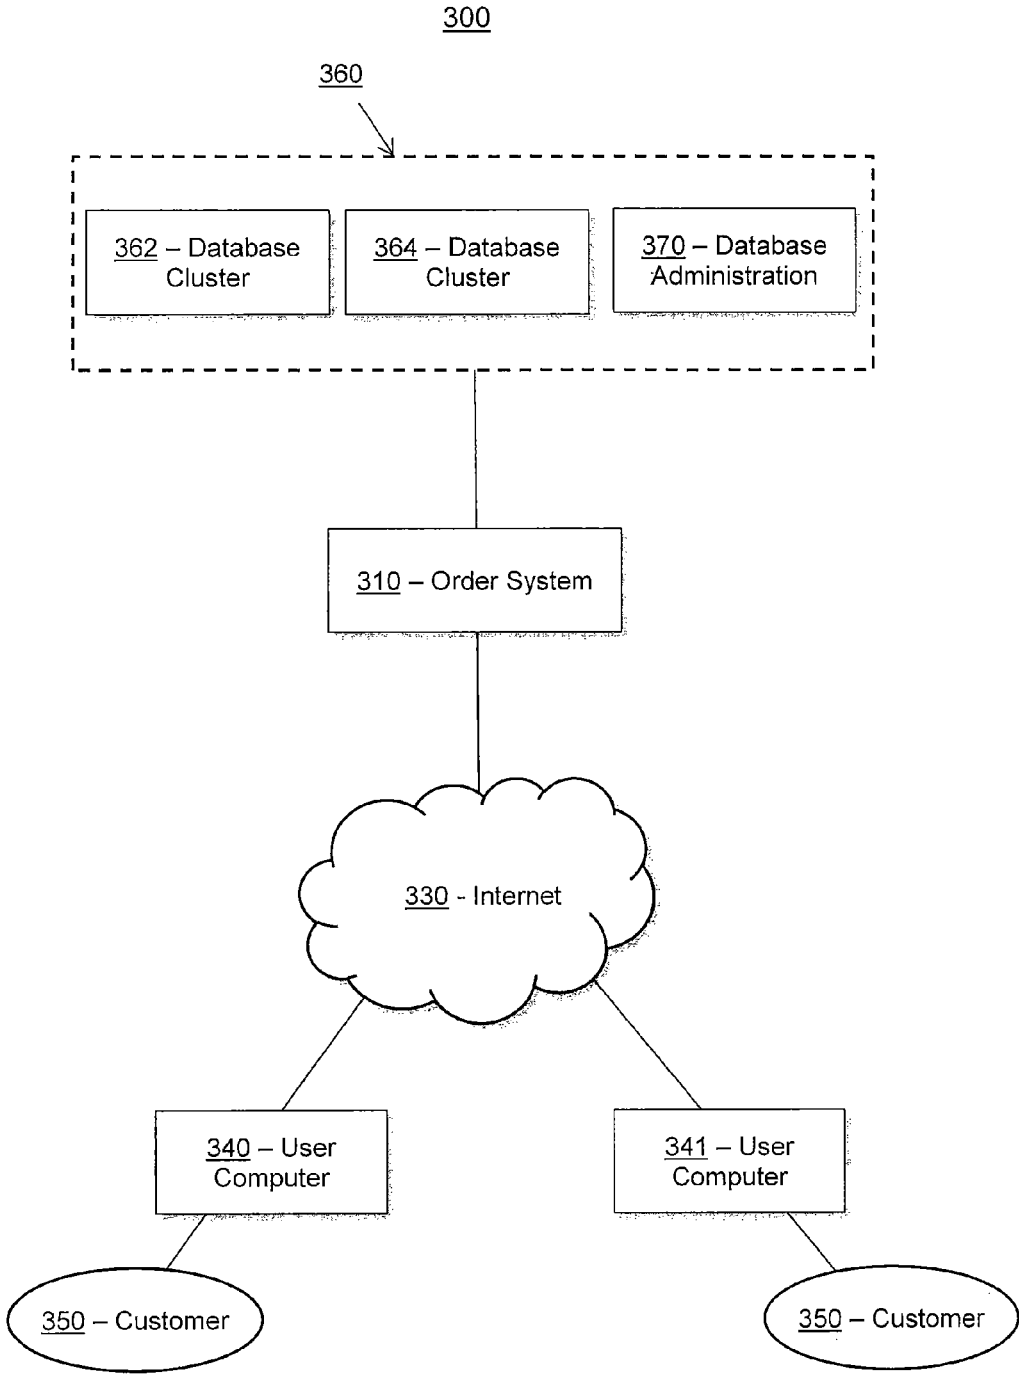 300
360
362 – Database
Cluster
364 – Database
Cluster
370 – Database
Administration
310 – Order System
330 - Internet
340 – User
Computer
341 – User
Computer
350 – Customer
350 – Customer